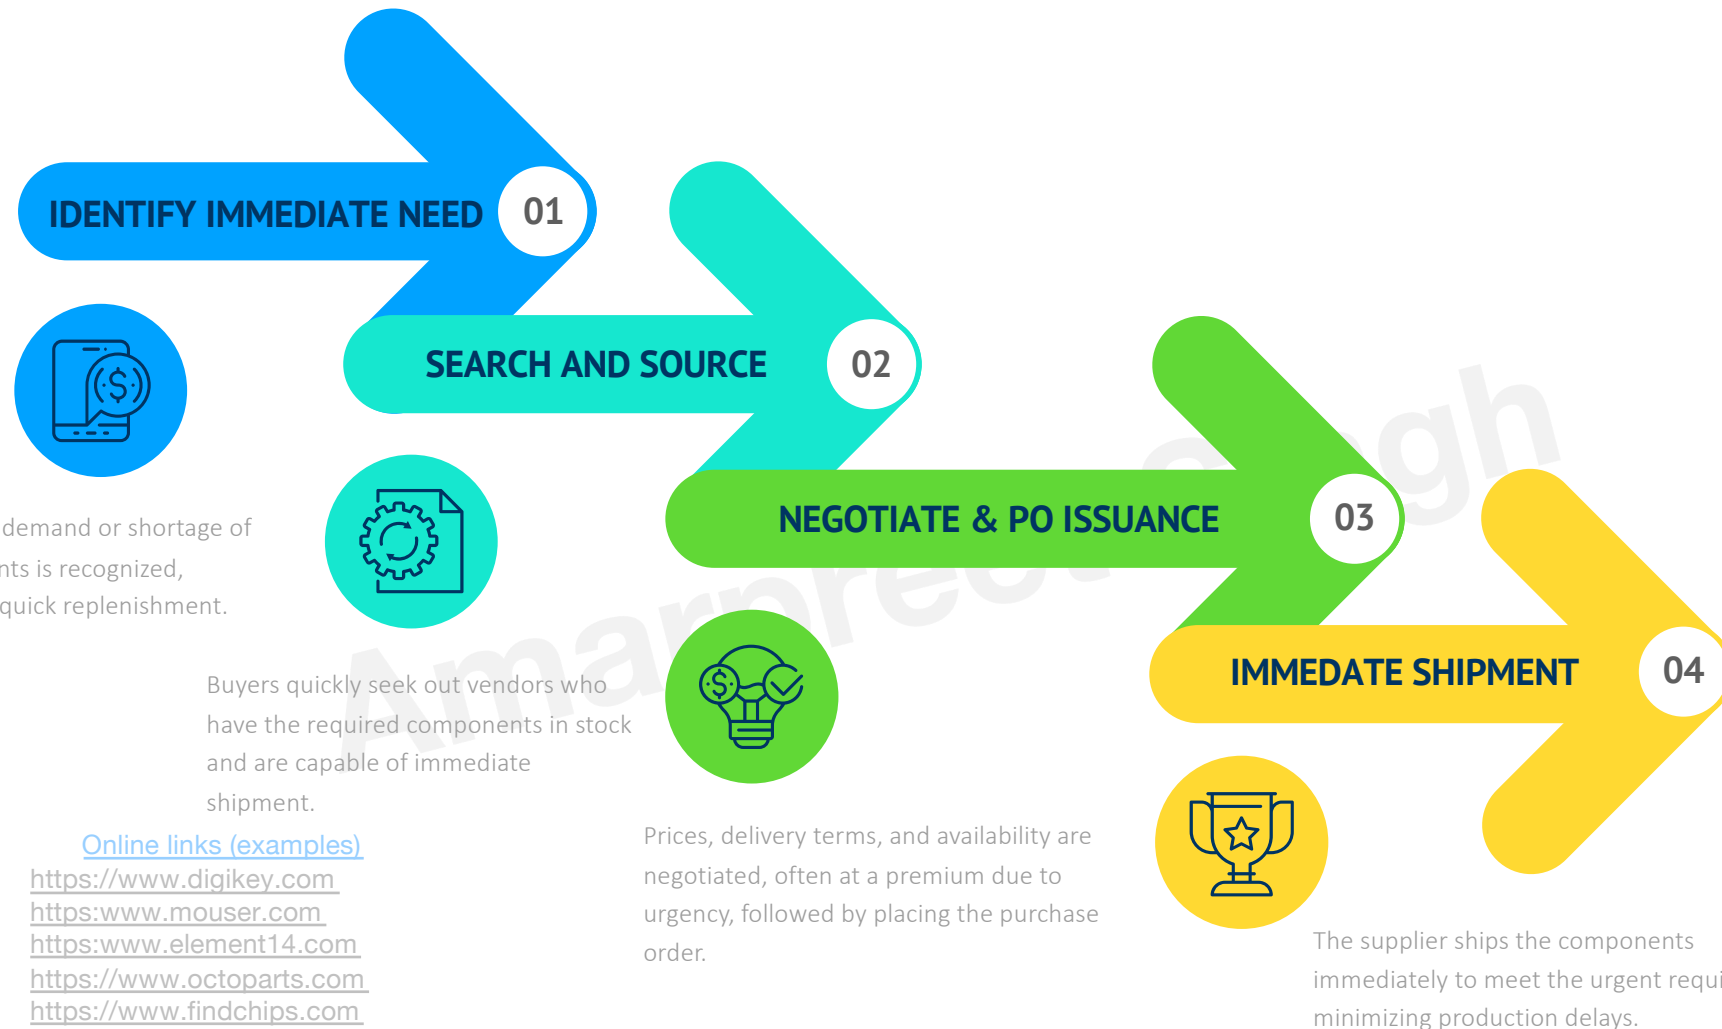 IDENTIFY IMMEDIATE NEED
01
demand or shortage of
nts is recognized,
quick replenishment.
SEARCH AND SOURCE
02
Buyers quickly seek out vendors who
have the required components in stock
and are capable of immediate
shipment.
Online links (examples)
https://www.digikey.com
https:www.mouser.com
https:www.element14.com
https://www.octoparts.com
https://www.findchips.com
NEGOTIATE & PO ISSUANCE
03
Prices, delivery terms, and availability are
negotiated, often at a premium due to
urgency, followed by placing the purchase
order.
IMMEDATE SHIPMENT
04
The supplier ships the components
immediately to meet the urgent requi
minimizing production delays.